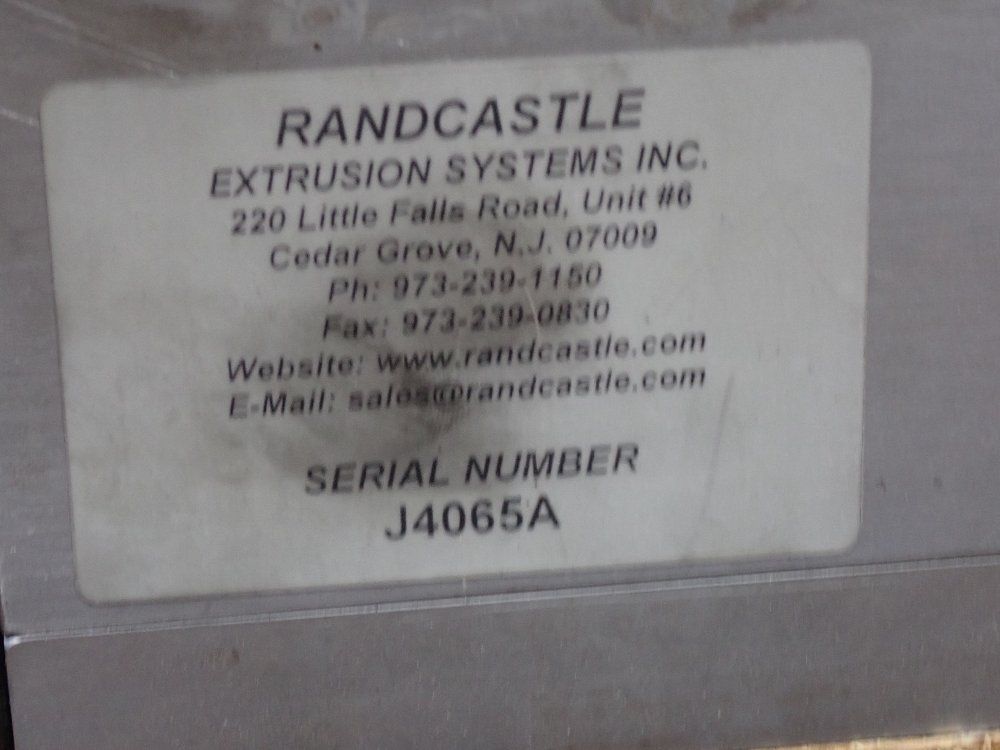 RANDCASTLE
EXTRUSION SYSTEMS INC.
220 Little Falls Road, Unit #6
Cedar Grove, N.J. 07009
Ph: 973-239-1150
Fax: 973-239-0830
Website: www.randcastle.com
E-Mail: sales@randcastle.com
SERIAL NUMBER
J4065A